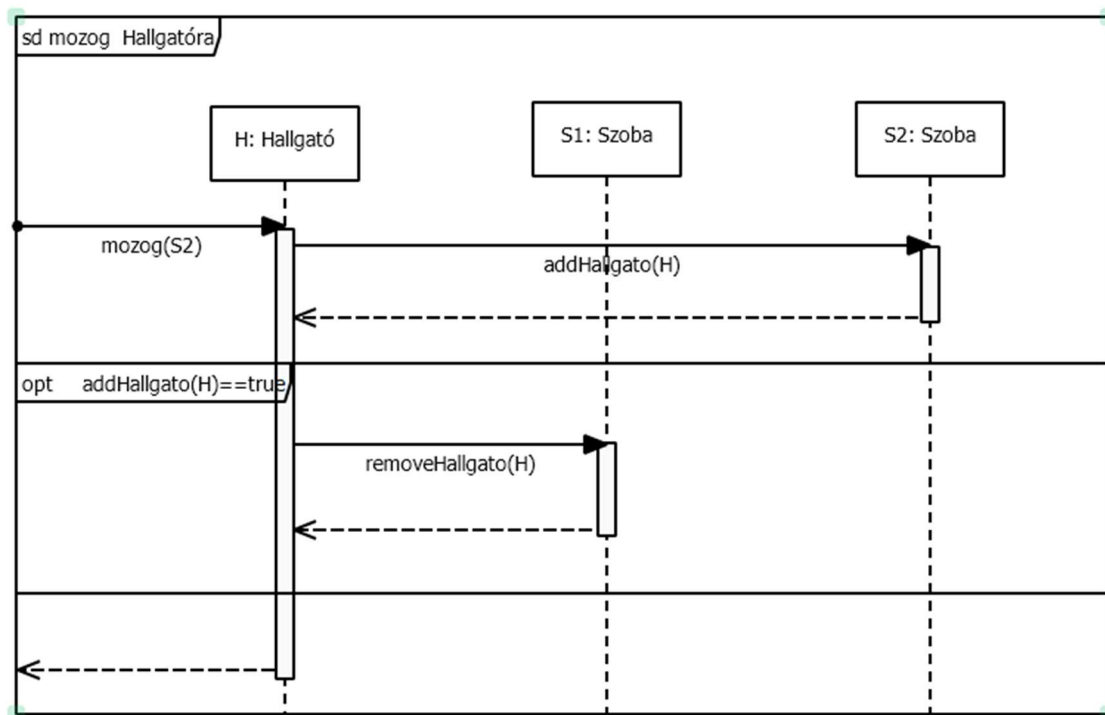 sd mozog Hallgatóra
H: Hallgató
S1: Szoba
S2: Szoba
mozog(S2)
addHallgato(H)
opt addHallgato(H)==true
removeHallgato(H)